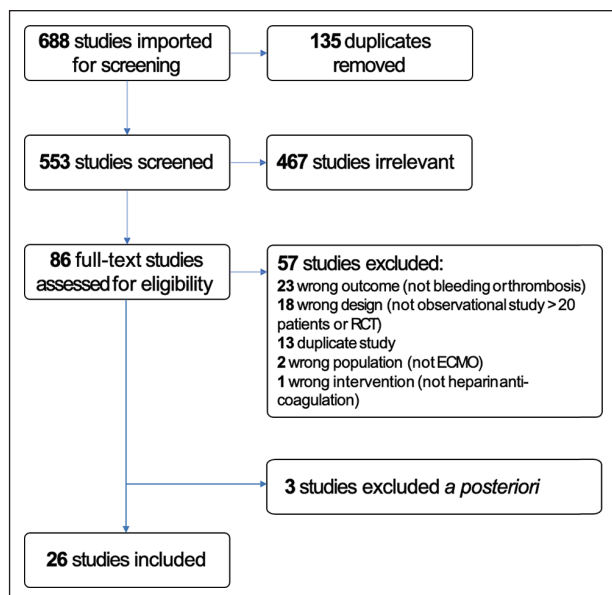 688 studies imported
for screening
135 duplicates
removed
553 studies screened
467 studies irrelevant
86 full-text studies
assessed for eligibility
57 studies excluded:
23 wrong outcome (not bleeding or thrombosis)
18 wrong design (not observational study > 20
patients or RCT)
13 duplicate study
2 wrong population (not ECMO)
1 wrong intervention (not heparin anti-
coagulation)
3 studies excluded a posteriori
26 studies included